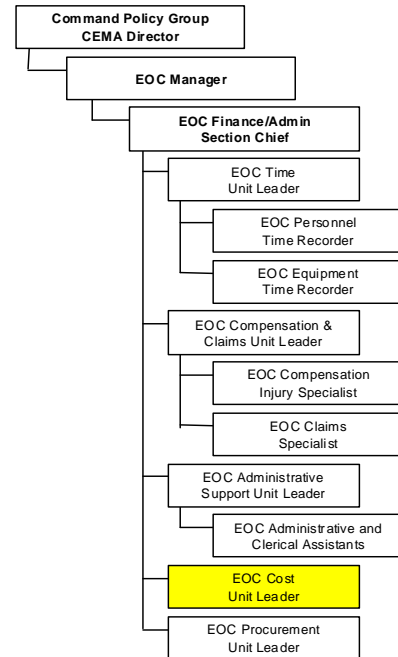 Command Policy Group
CEMA Director
EOC Manager
EOC Finance/Admin
Section Chief
EOC Time
Unit Leader
EOC Personnel
Time Recorder
EOC Equipment
Time Recorder
EOC Compensation &
Claims Unit Leader
EOC Compensation
Injury Specialist
EOC Claims
Specialist
EOC Administrative
Support Unit Leader
EOC Administrative and
Clerical Assistants
EOC Cost
Unit Leader
EOC Procurement
Unit Leader